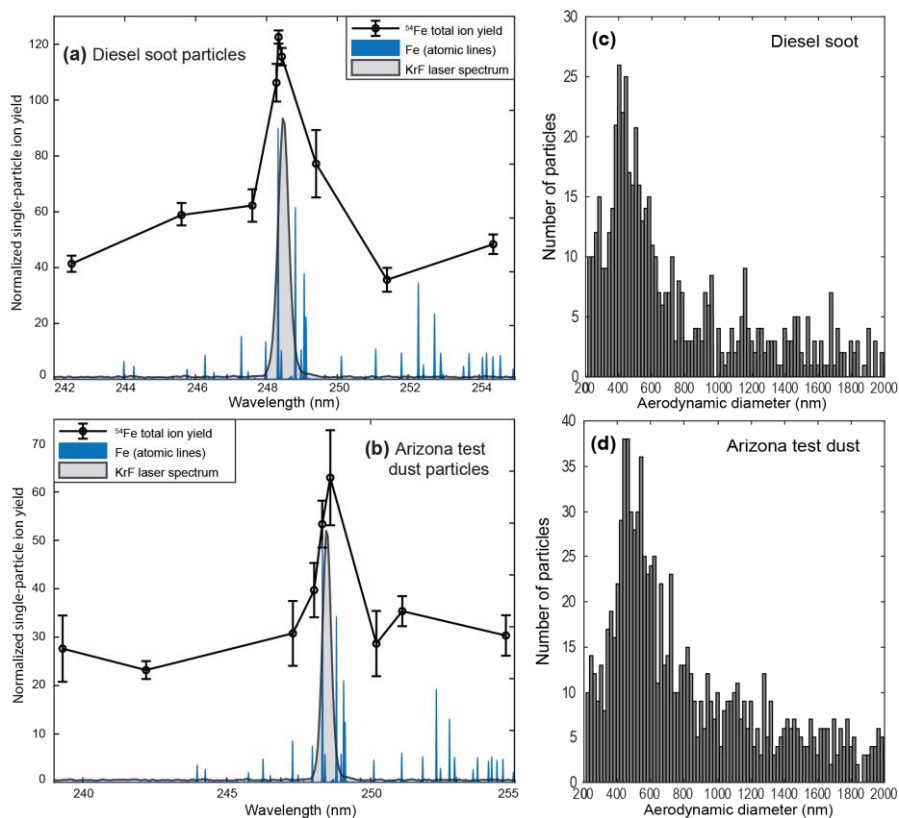 (a) Diesel soot particles
⁵⁴Fe total ion yield
Fe (atomic lines)
KrF laser spectrum
Normalized single-particle ion yield
120
100
80
60
40
20
0
242 244 246 248 250 252 254
Wavelength (nm)
(c) Diesel soot
Number of particles
30
25
20
15
10
5
0
200 400 600 800 1000 1200 1400 1600 1800 2000
Aerodynamic diameter (nm)
⁵⁴Fe total ion yield
Fe (atomic lines)
KrF laser spectrum
(b) Arizona test
dust particles
Normalized single-particle ion yield
70
60
50
40
30
20
10
0
240 245 250 255
Wavelength (nm)
(d) Arizona test dust
Number of particles
40
35
30
25
20
15
10
5
0
200 400 600 800 1000 1200 1400 1600 1800 2000
Aerodynamic diameter (nm)